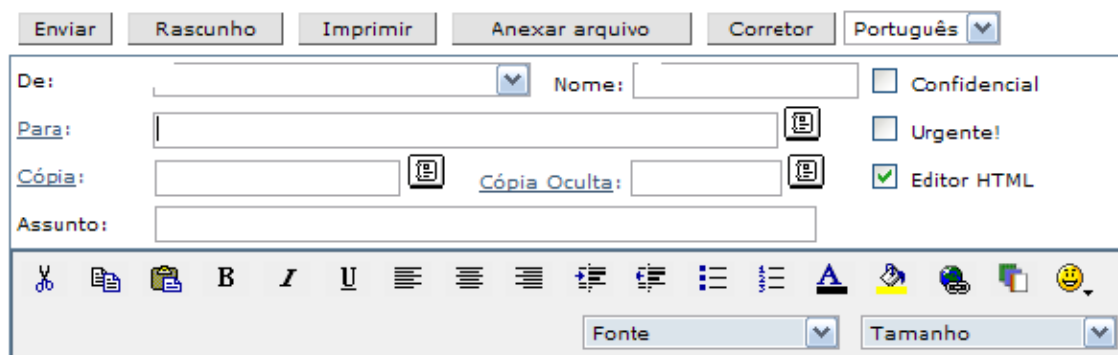 Enviar Rascunho Imprimir Anexar arquivo Corretor Português
De: Nome: Confidencial
Para: Urgente!
Cópia: Cópia Oculta: Editor HTML
Assunto:
B I U A
Fonte Tamanho